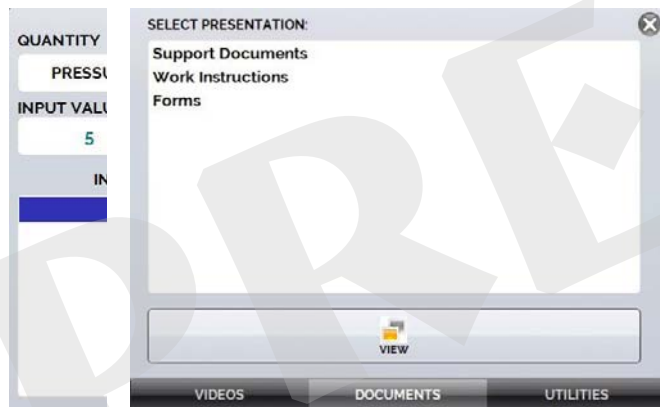 QUANTITY
PRESSU
INPUT VALU
5
IN
SELECT PRESENTATION:
Support Documents
Work Instructions
Forms
VIEW
VIDEOS DOCUMENTS UTILITIES
DRE